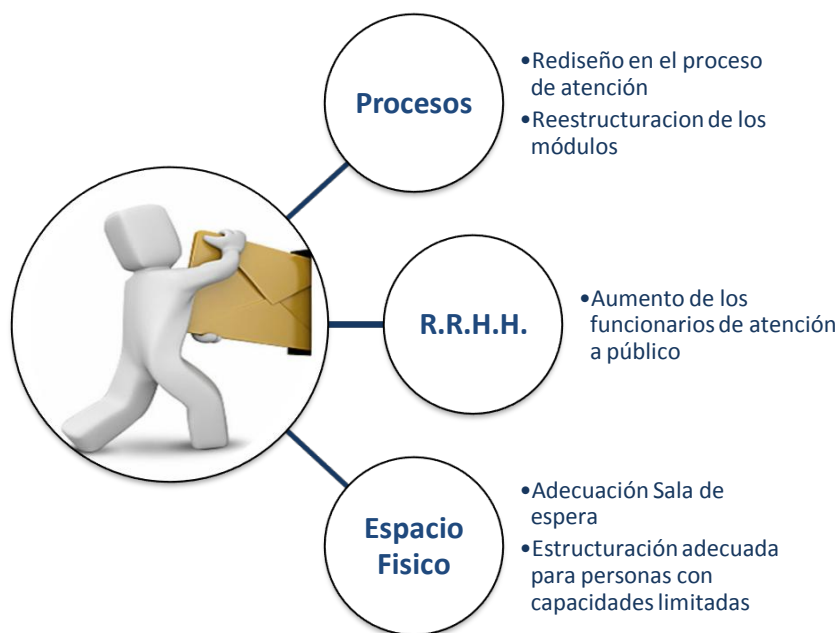 Procesos
•Rediseño en el proceso
de atención
•Reestructuracion de los
módulos
R.R.H.H.
•Aumento de los
funcionarios de atención
a público
Espacio
Fisico
•Adecuación Sala de
espera
•Estructuración adecuada
para personas con
capacidades limitadas